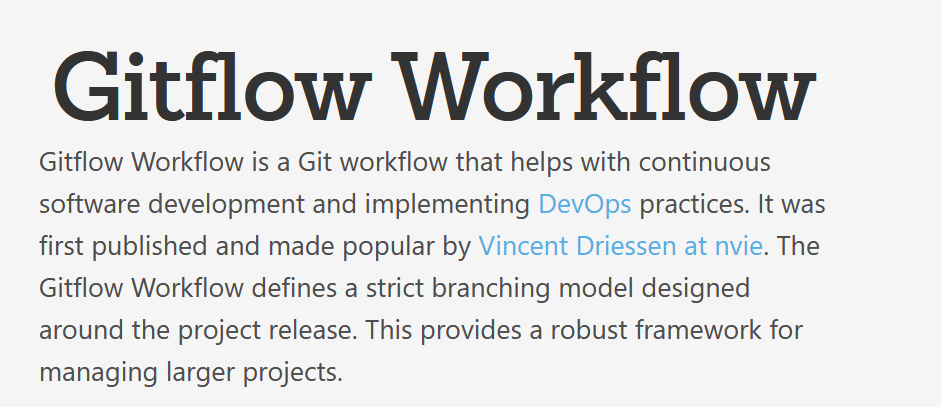 Gitflow Workflow
Gitflow Workflow is a Git workflow that helps with continuous
software development and implementing DevOps practices. It was
first published and made popular by Vincent Driessen at nvie. The
Gitflow Workflow defines a strict branching model designed
around the project release. This provides a robust framework for
managing larger projects.